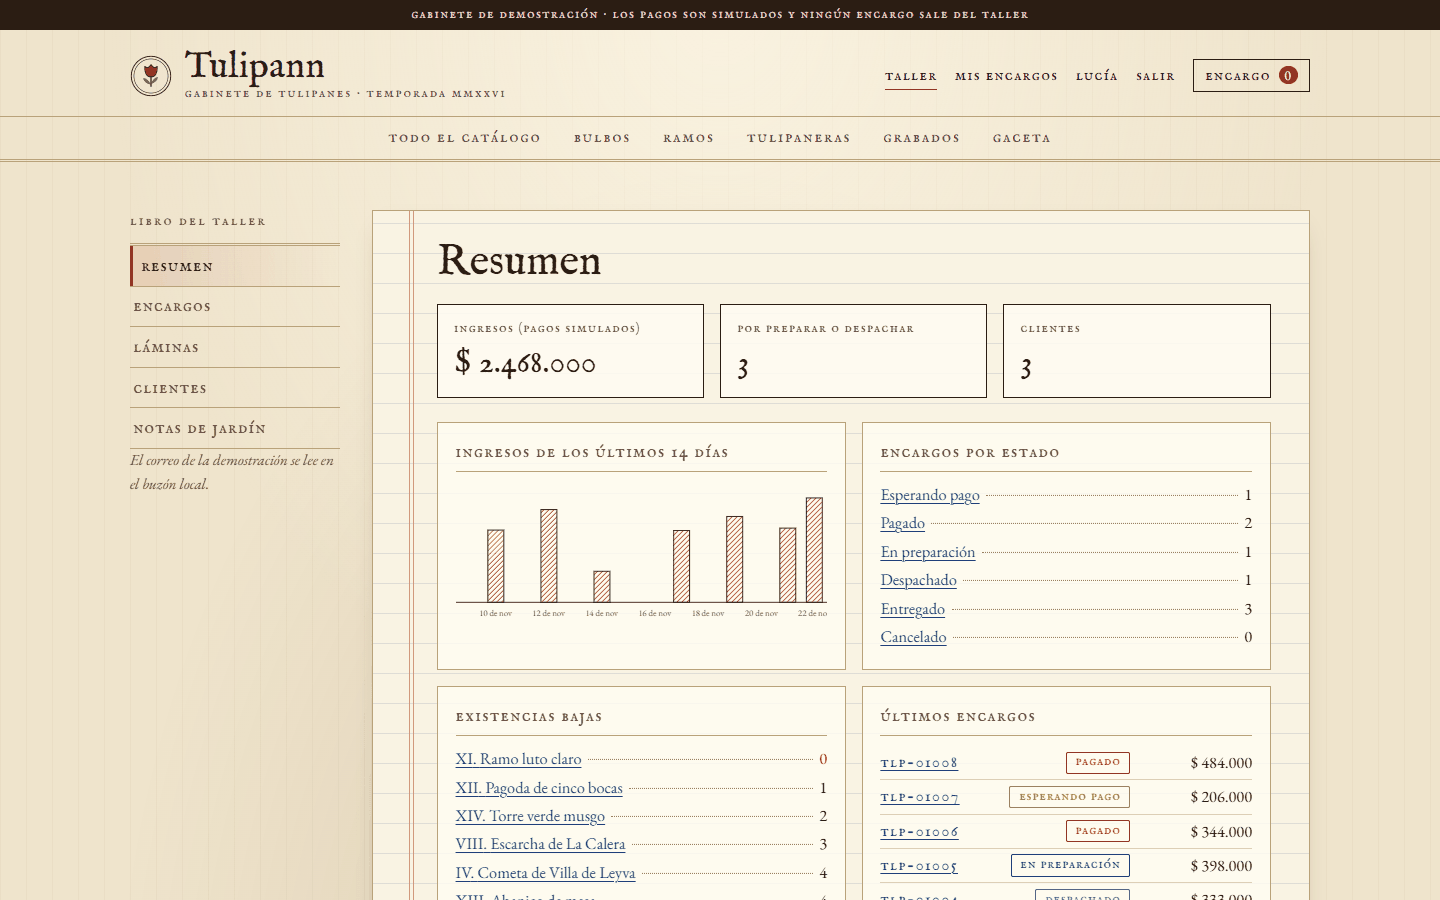 GABINETE DE DEMOSTRACIÓN · LOS PAGOS SON SIMULADOS Y NINGÚN ENCARGO SALE DEL TALLER
Tulipann
GABINETE DE TULIPANES · TEMPORADA MMXXVI
TALLER MIS ENCARGOS LUCÍA SALIR ENCARGO 0
TODO EL CATÁLOGO BULBOS RAMOS TULIPANERAS GRABADOS GACETA
LIBRO DEL TALLER
RESUMEN
ENCARGOS
LÁMINAS
CLIENTES
NOTAS DE JARDÍN
El correo de la demostración se lee en
el buzón local.
Resumen
INGRESOS (PAGOS SIMULADOS)
$ 2.468.000
POR PREPARAR O DESPACHAR
3
CLIENTES
3
INGRESOS DE LOS ÚLTIMOS 14 DÍAS
10 de nov 12 de nov 14 de nov 16 de nov 18 de nov 20 de nov 22 de no
ENCARGOS POR ESTADO
Esperando pago 1
Pagado 2
En preparación 1
Despachado 1
Entregado 3
Cancelado 0
EXISTENCIAS BAJAS
XI. Ramo luto claro 0
XII. Pagoda de cinco bocas 1
XIV. Torre verde musgo 2
VIII. Escarcha de La Calera 3
IV. Cometa de Villa de Leyva 4
ÚLTIMOS ENCARGOS
TLP-01008 PAGADO $ 484.000
TLP-01007 ESPERANDO PAGO $ 206.000
TLP-01006 PAGADO $ 344.000
TLP-01005 EN PREPARACIÓN $ 398.000